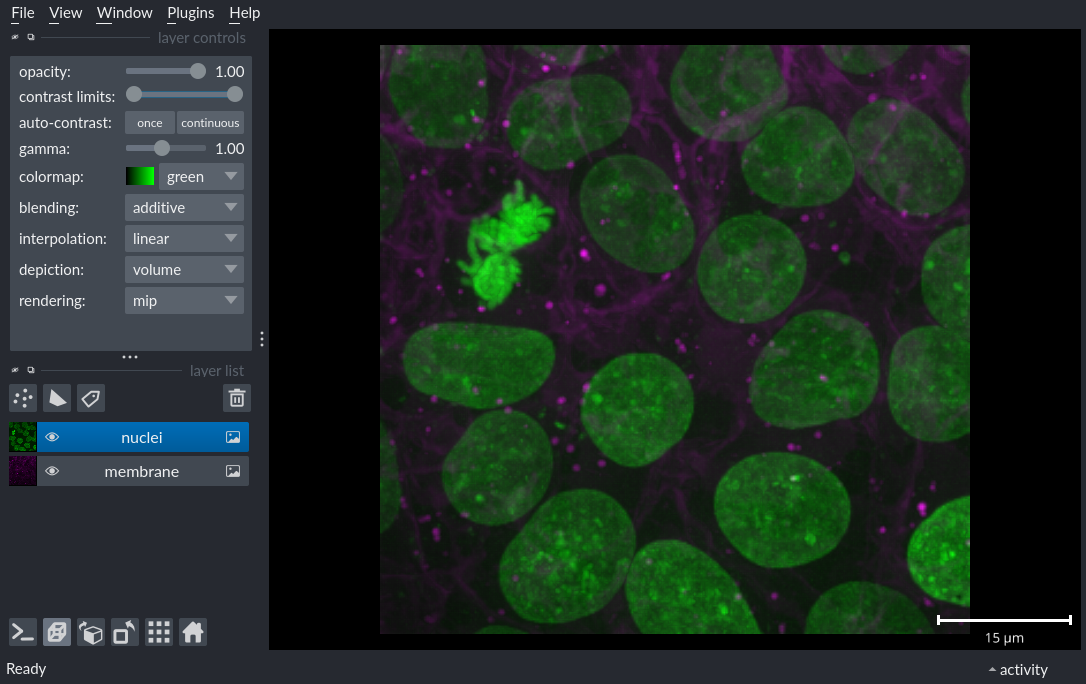 File View Window Plugins Help
layer controls
opacity: 1.00
contrast limits:
auto-contrast: once continuous
gamma: 1.00
colormap: green
blending: additive
interpolation: linear
depiction: volume
rendering: mip
layer list
nuclei
membrane
15 µm
Ready
activity